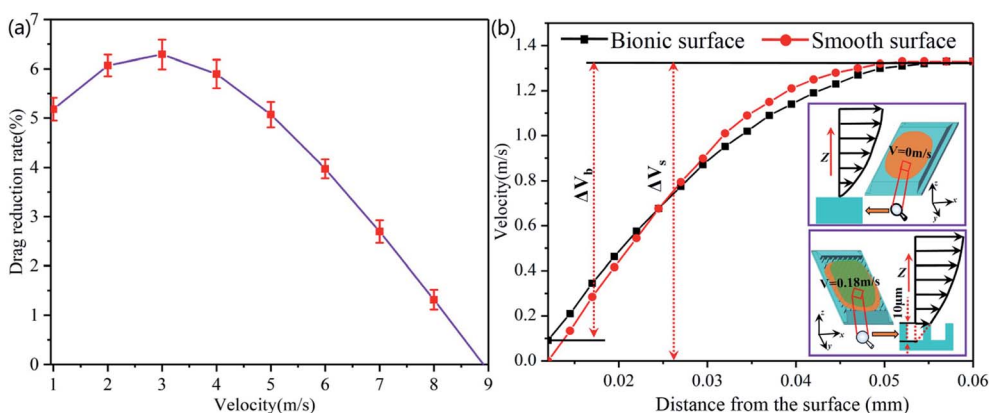 (a)
7
6
5
4
3
2
1
0
Drag reduction rate(%)
1 2 3 4 5 6 7 8 9
Velocity(m/s)
(b)
Bionic surface Smooth surface
1.4
1.2
1.0
0.8
0.6
0.4
0.2
0.0
Velocity(m/s)
ΔVb
ΔVs
Z
V=0m/s
z
x
y
V=0.18m/s
Z
10μm
z
x
y
0.02 0.03 0.04 0.05 0.06
Distance from the surface (mm)